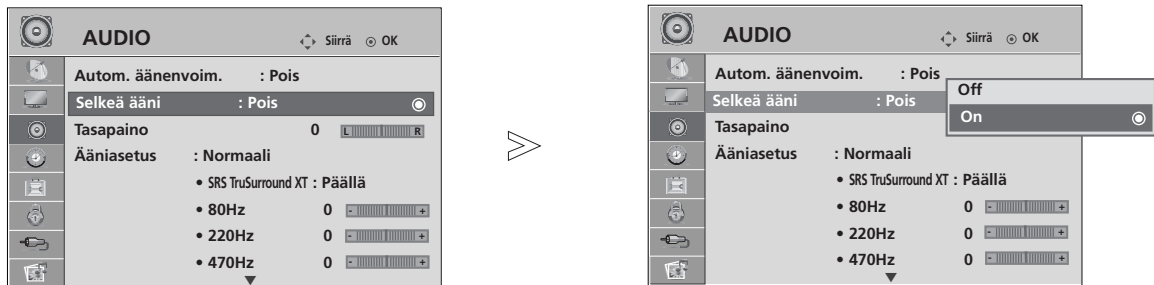 AUDIO Siirrä OK
Autom. äänenvoim. : Pois
Selkeä ääni : Pois
Tasapaino 0 L R
Ääniasetus : Normaali
• SRS TruSurround XT : Päällä
• 80Hz 0 - +
• 220Hz 0 - +
• 470Hz 0 - +
AUDIO Siirrä OK
Autom. äänenvoim. : Pois
Selkeä ääni : Pois
Off
On
Tasapaino
Ääniasetus : Normaali
• SRS TruSurround XT : Päällä
• 80Hz 0 - +
• 220Hz 0 - +
• 470Hz 0 - +